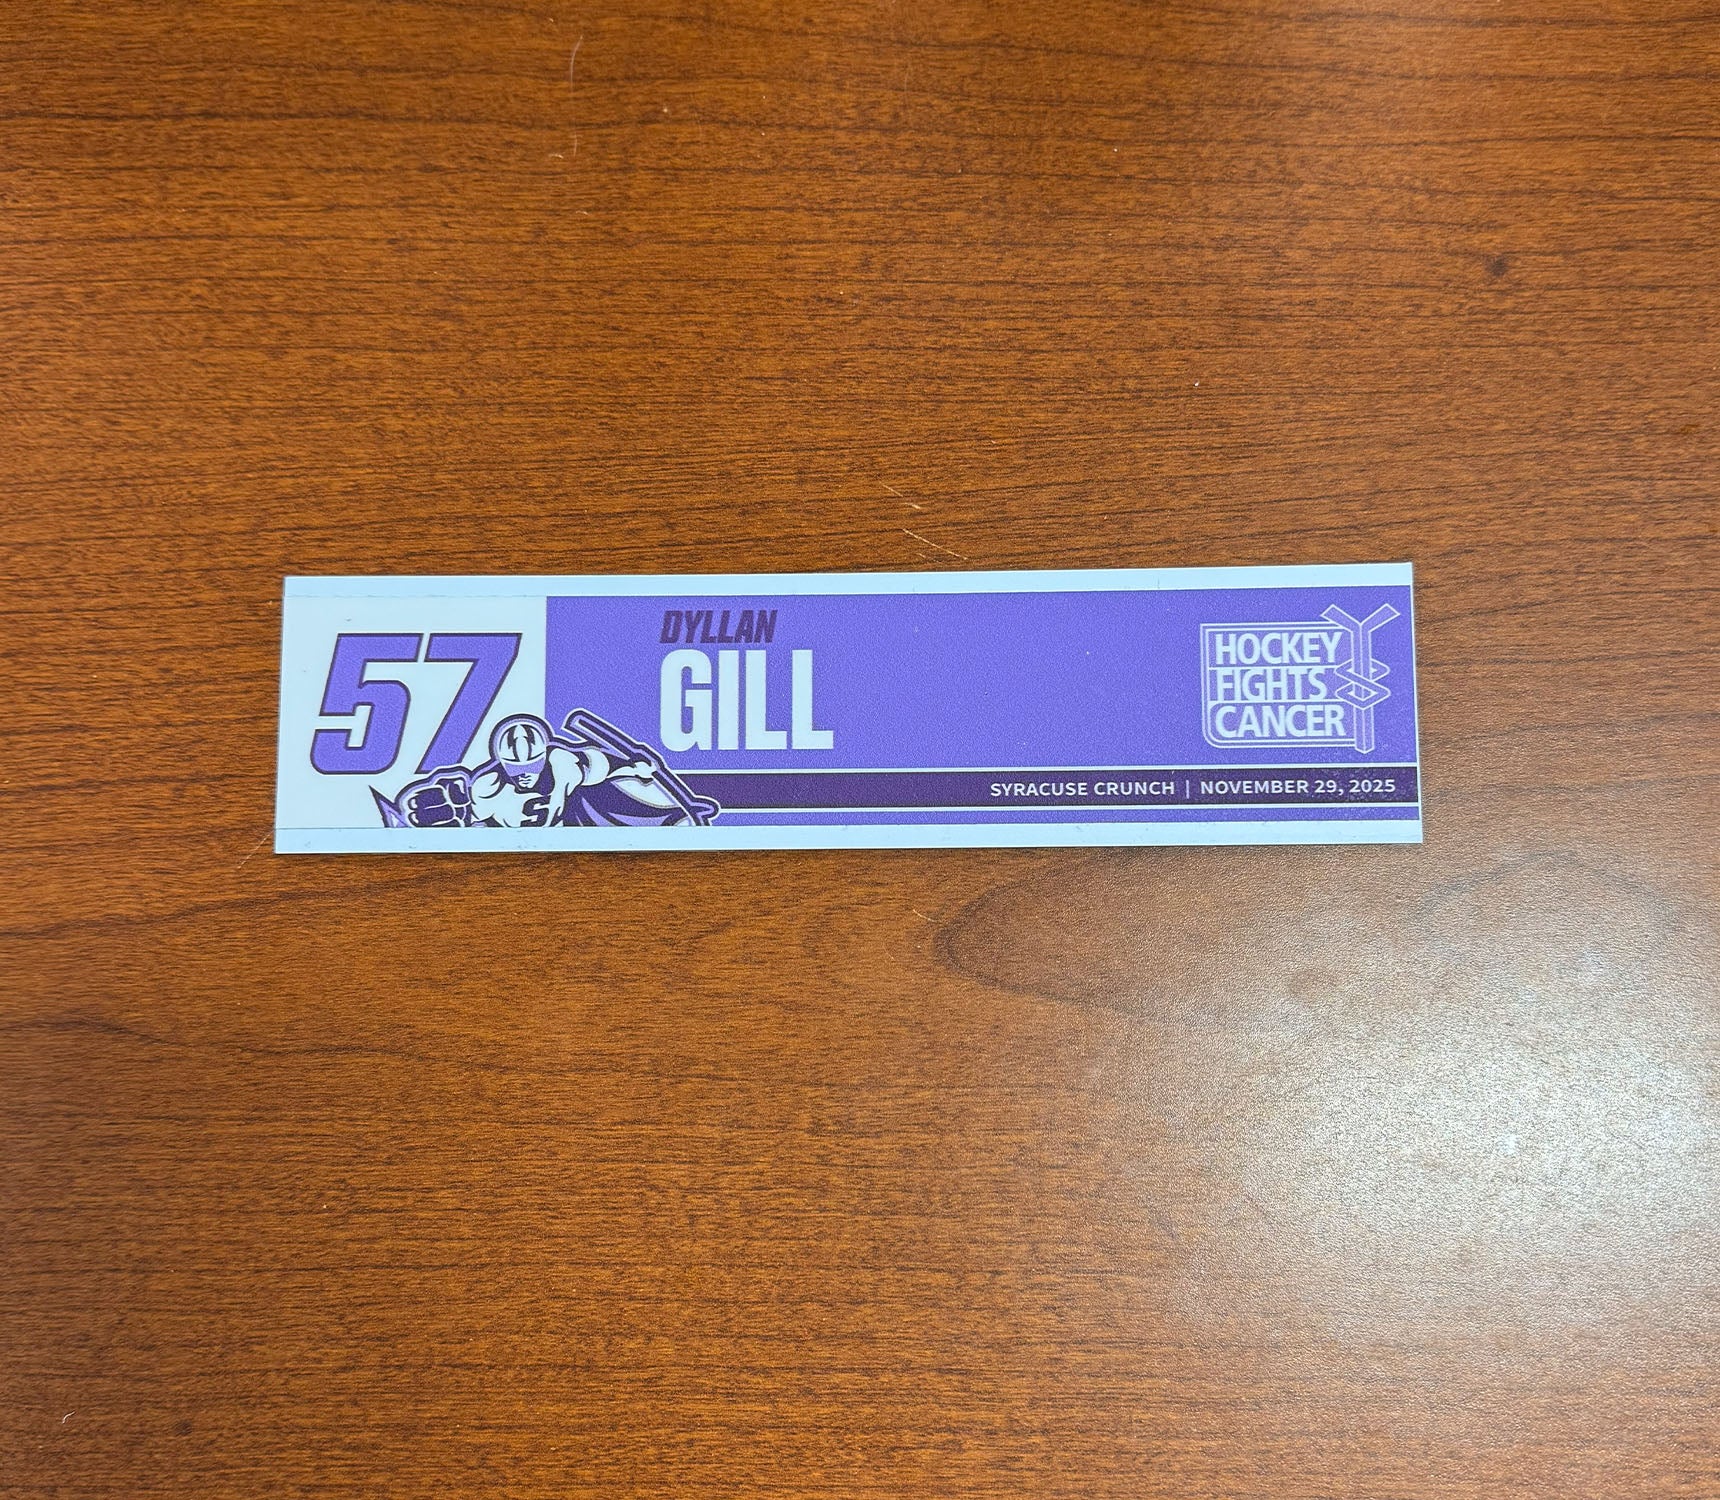 57
DYLLAN
GILL
HOCKEY
FIGHTS
CANCER
SYRACUSE CRUNCH | NOVEMBER 29, 2025
S